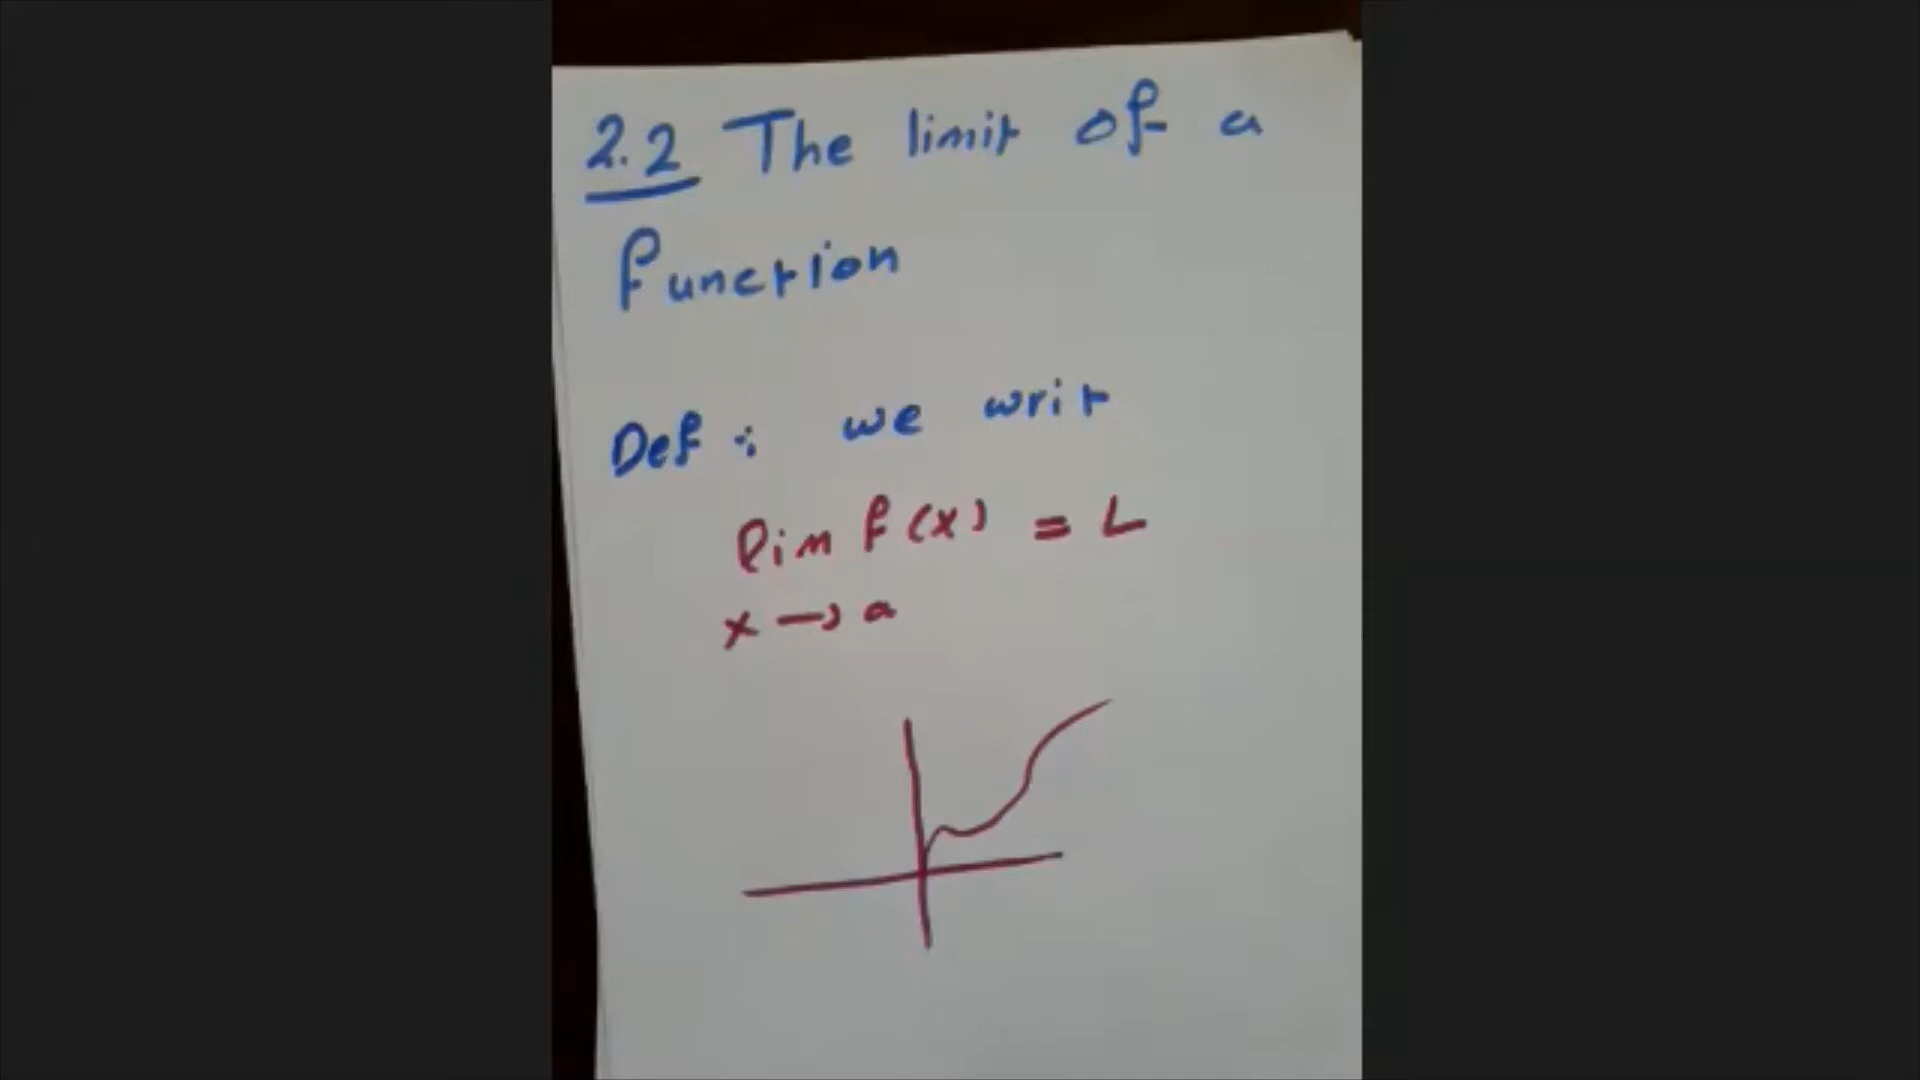 2.2 The limit of a
function
Def : we writ
lim f(x) = L
x → a